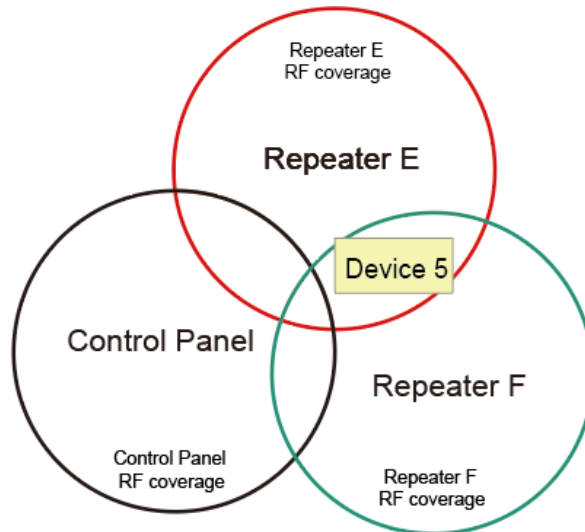 Repeater E
RF coverage
Repeater E
Device 5
Control Panel
Repeater F
Control Panel
RF coverage
Repeater F
RF coverage